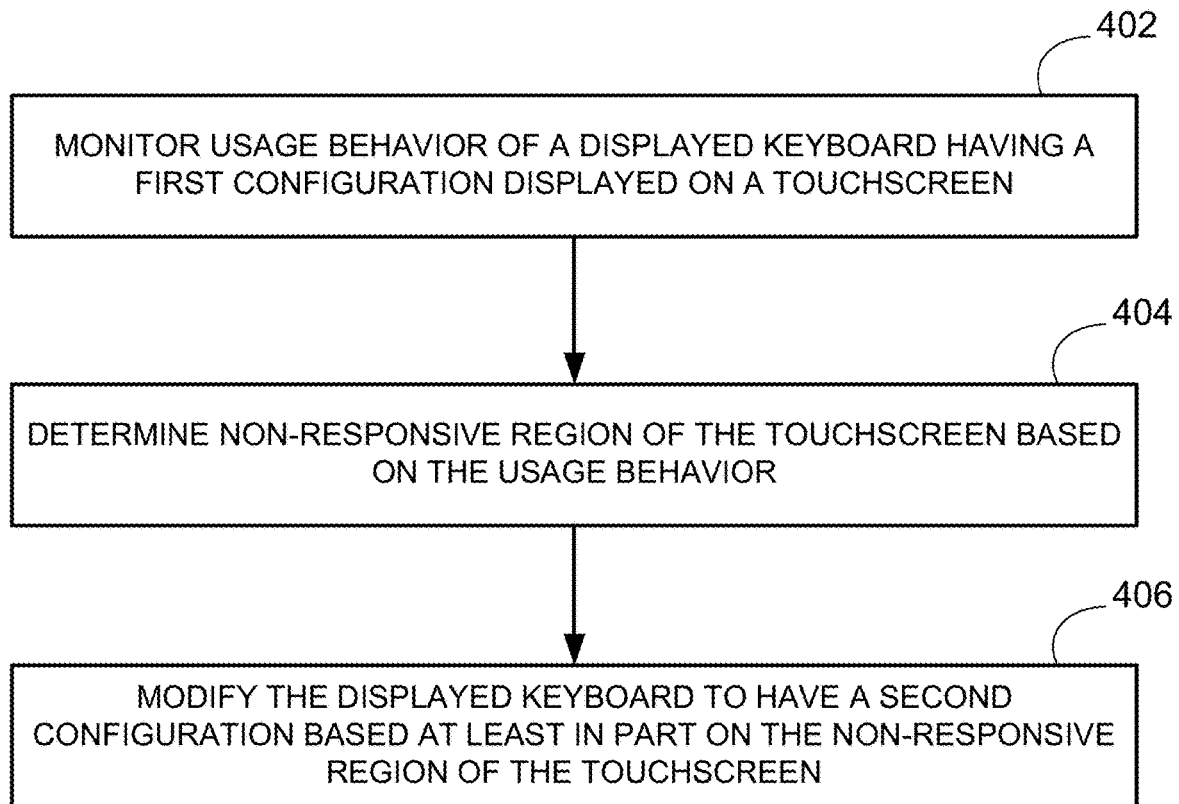 402
MONITOR USAGE BEHAVIOR OF A DISPLAYED KEYBOARD HAVING A
FIRST CONFIGURATION DISPLAYED ON A TOUCHSCREEN
404
DETERMINE NON-RESPONSIVE REGION OF THE TOUCHSCREEN BASED
ON THE USAGE BEHAVIOR
406
MODIFY THE DISPLAYED KEYBOARD TO HAVE A SECOND
CONFIGURATION BASED AT LEAST IN PART ON THE NON-RESPONSIVE
REGION OF THE TOUCHSCREEN